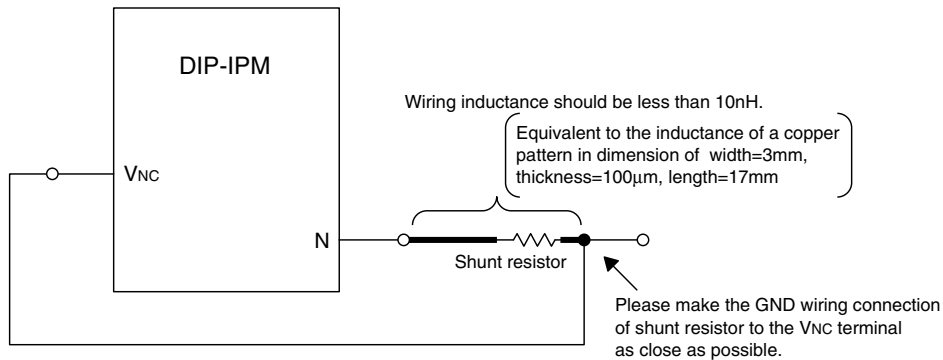 DIP-IPM
Wiring inductance should be less than 10nH.
Equivalent to the inductance of a copper
pattern in dimension of width=3mm,
thickness=100μm, length=17mm
VNC
N
Shunt resistor
Please make the GND wiring connection
of shunt resistor to the VNC terminal
as close as possible.